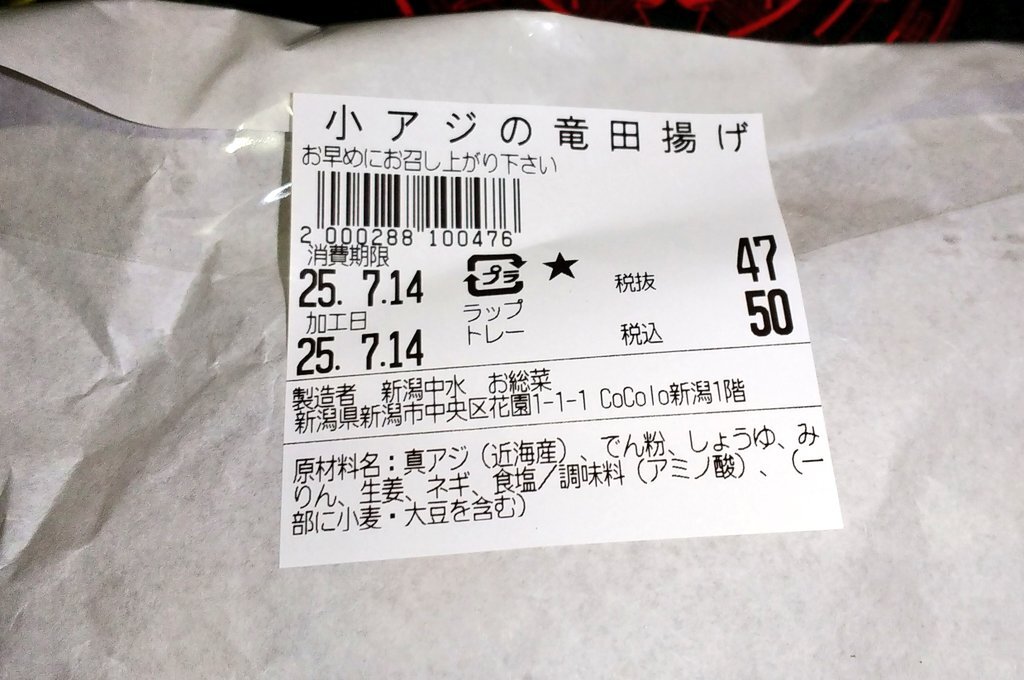 小アジの竜田揚げ
お早めにお召し上がり下さい
2 000288 100476
消費期限
25. 7.14
プラ
★
税抜
47
加工日
ラップ
トレー
25. 7.14
税込
50
製造者 新潟中水 お総菜
新潟県新潟市中央区花園1-1-1 CoColo新潟1階
原材料名：真アジ（近海産）、でん粉、しょうゆ、み
りん、生姜、ネギ、食塩／調味料（アミノ酸）、（一
部に小麦・大豆を含む）